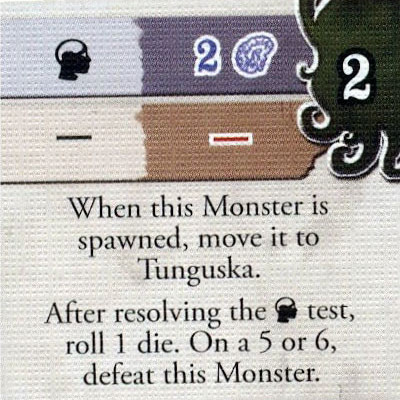 2
2
— —
When this Monster is
spawned, move it to
Tunguska.
After resolving the test,
roll 1 die. On a 5 or 6,
defeat this Monster.